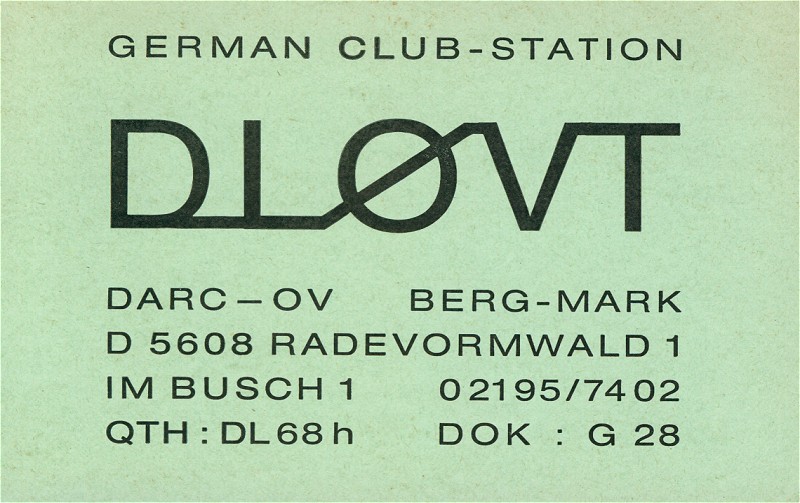 GERMAN CLUB-STATION
DLØVT
DARC-OV BERG-MARK
D 5608 RADEVORMWALD 1
IM BUSCH 1 02195/7402
QTH : DL68h DOK : G 28